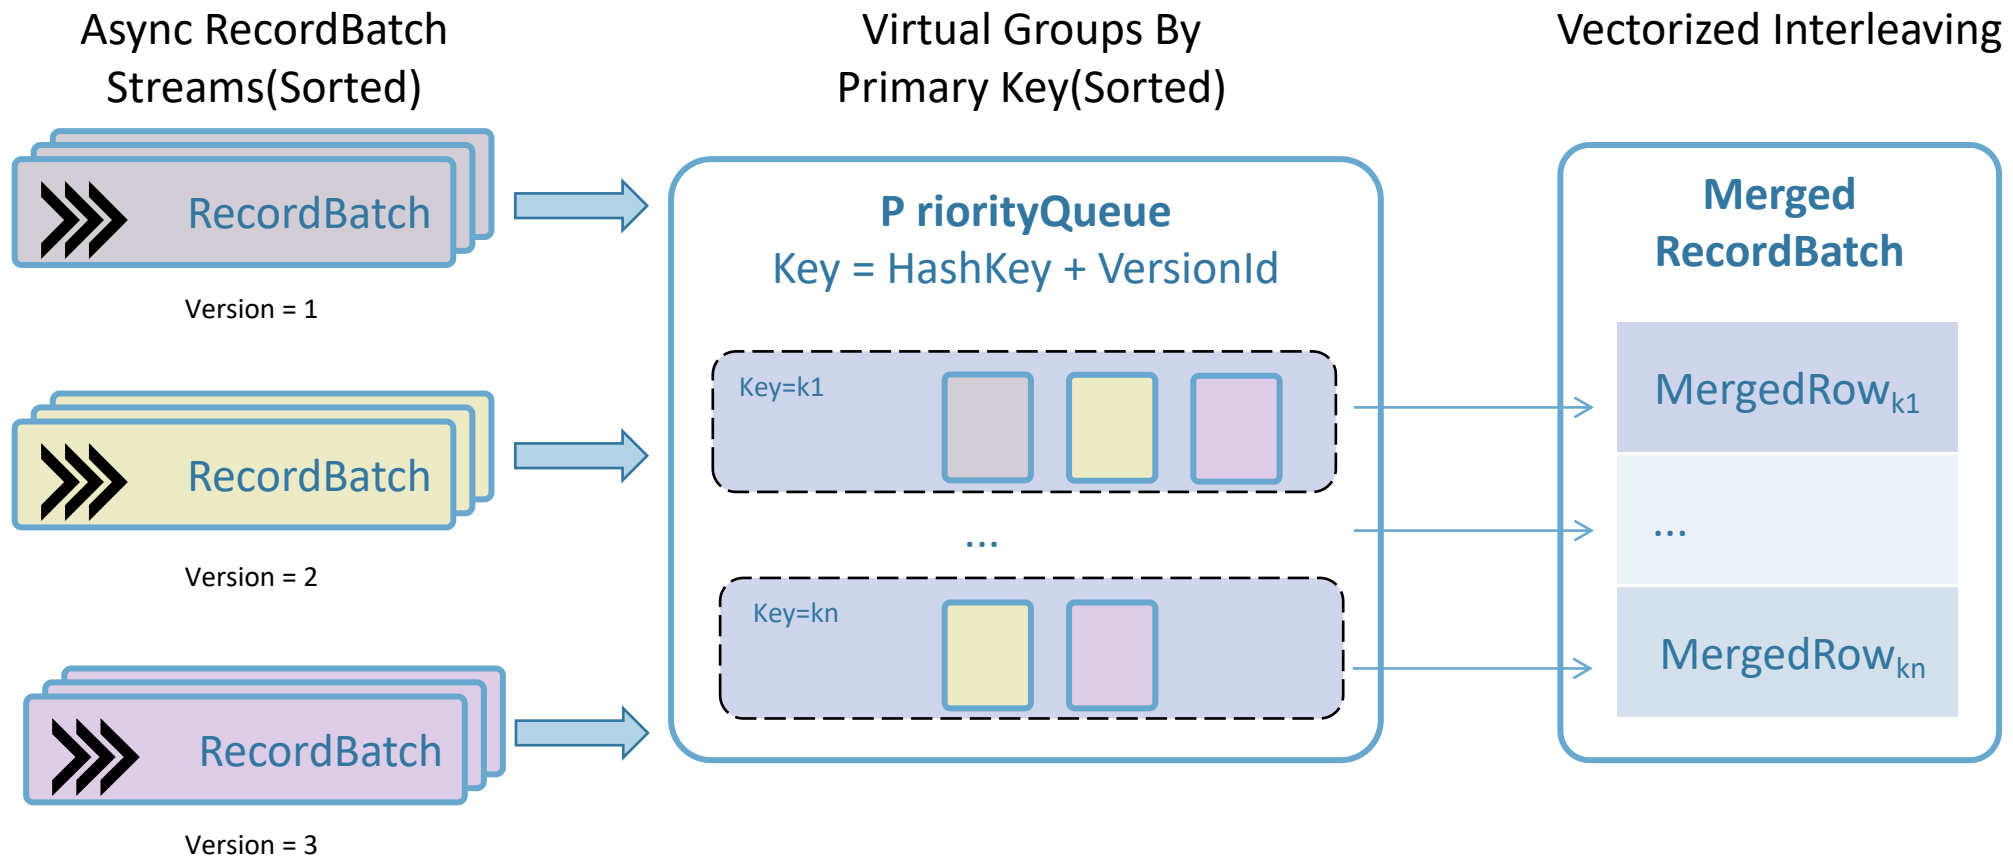 Async RecordBatch
Streams(Sorted)
RecordBatch
Version = 1
RecordBatch
Version = 2
RecordBatch
Version = 3
Virtual Groups By
Primary Key(Sorted)
P riorityQueue
Key = HashKey + VersionId
Key=k1
...
Key=kn
Vectorized Interleaving
Merged
RecordBatch
MergedRowk1
...
MergedRowkn